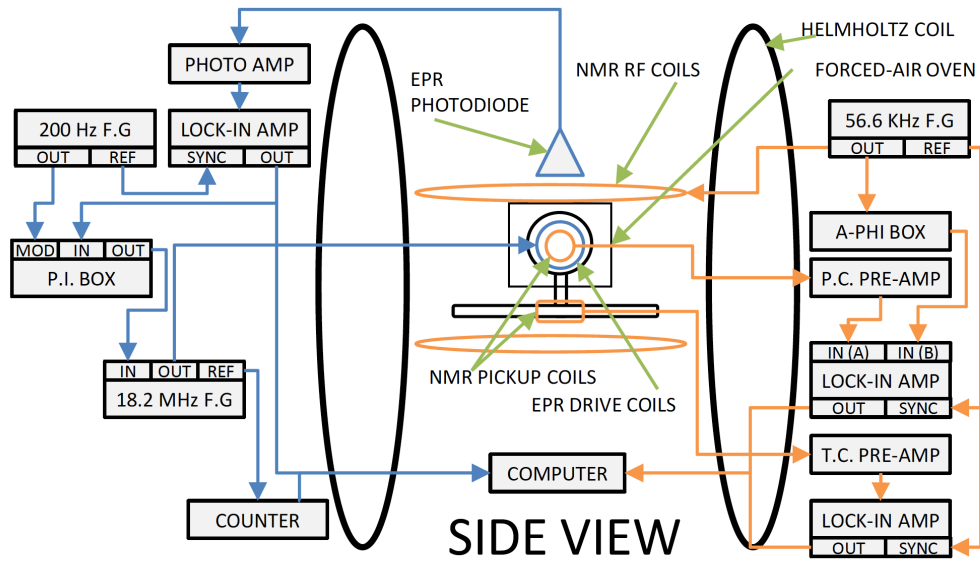 HELMHOLTZ COIL
PHOTO AMP
EPR
PHOTODIODE
NMR RF COILS
FORCED-AIR OVEN
200 Hz F.G
OUT REF
LOCK-IN AMP
SYNC OUT
56.6 KHz F.G
OUT REF
MOD IN OUT
P.I. BOX
A-PHI BOX
P.C. PRE-AMP
IN OUT REF
18.2 MHz F.G
NMR PICKUP COILS
EPR DRIVE COILS
IN (A) IN (B)
LOCK-IN AMP
OUT SYNC
T.C. PRE-AMP
COMPUTER
COUNTER
LOCK-IN AMP
OUT SYNC
SIDE VIEW